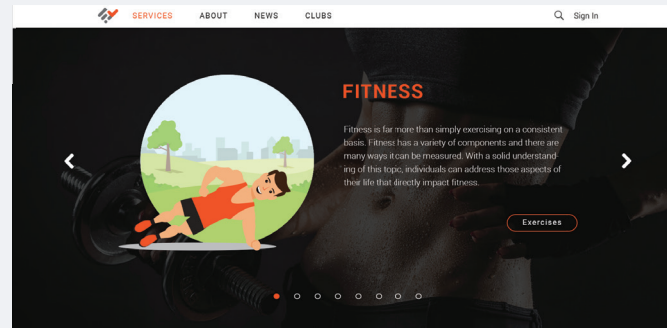 SERVICES ABOUT NEWS CLUBS Sign In
FITNESS
Fitness is far more than simply exercising on a consistent
basis. Fitness has a variety of components and there are
many ways it can be measured. With a solid understand-
ing of this topic, individuals can address those aspects of
their life that directly impact fitness.
Exercises